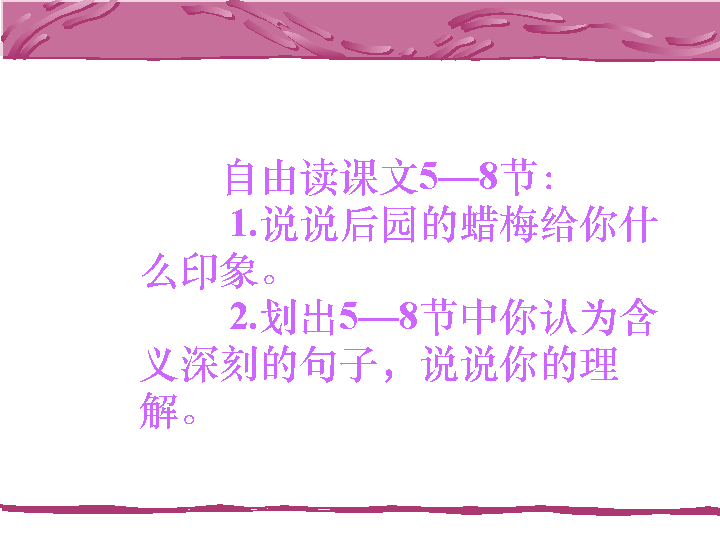 自由读课文5—8节：
1.说说后园的蜡梅给你什
么印象。
2.划出5—8节中你认为含
义深刻的句子，说说你的理
解。